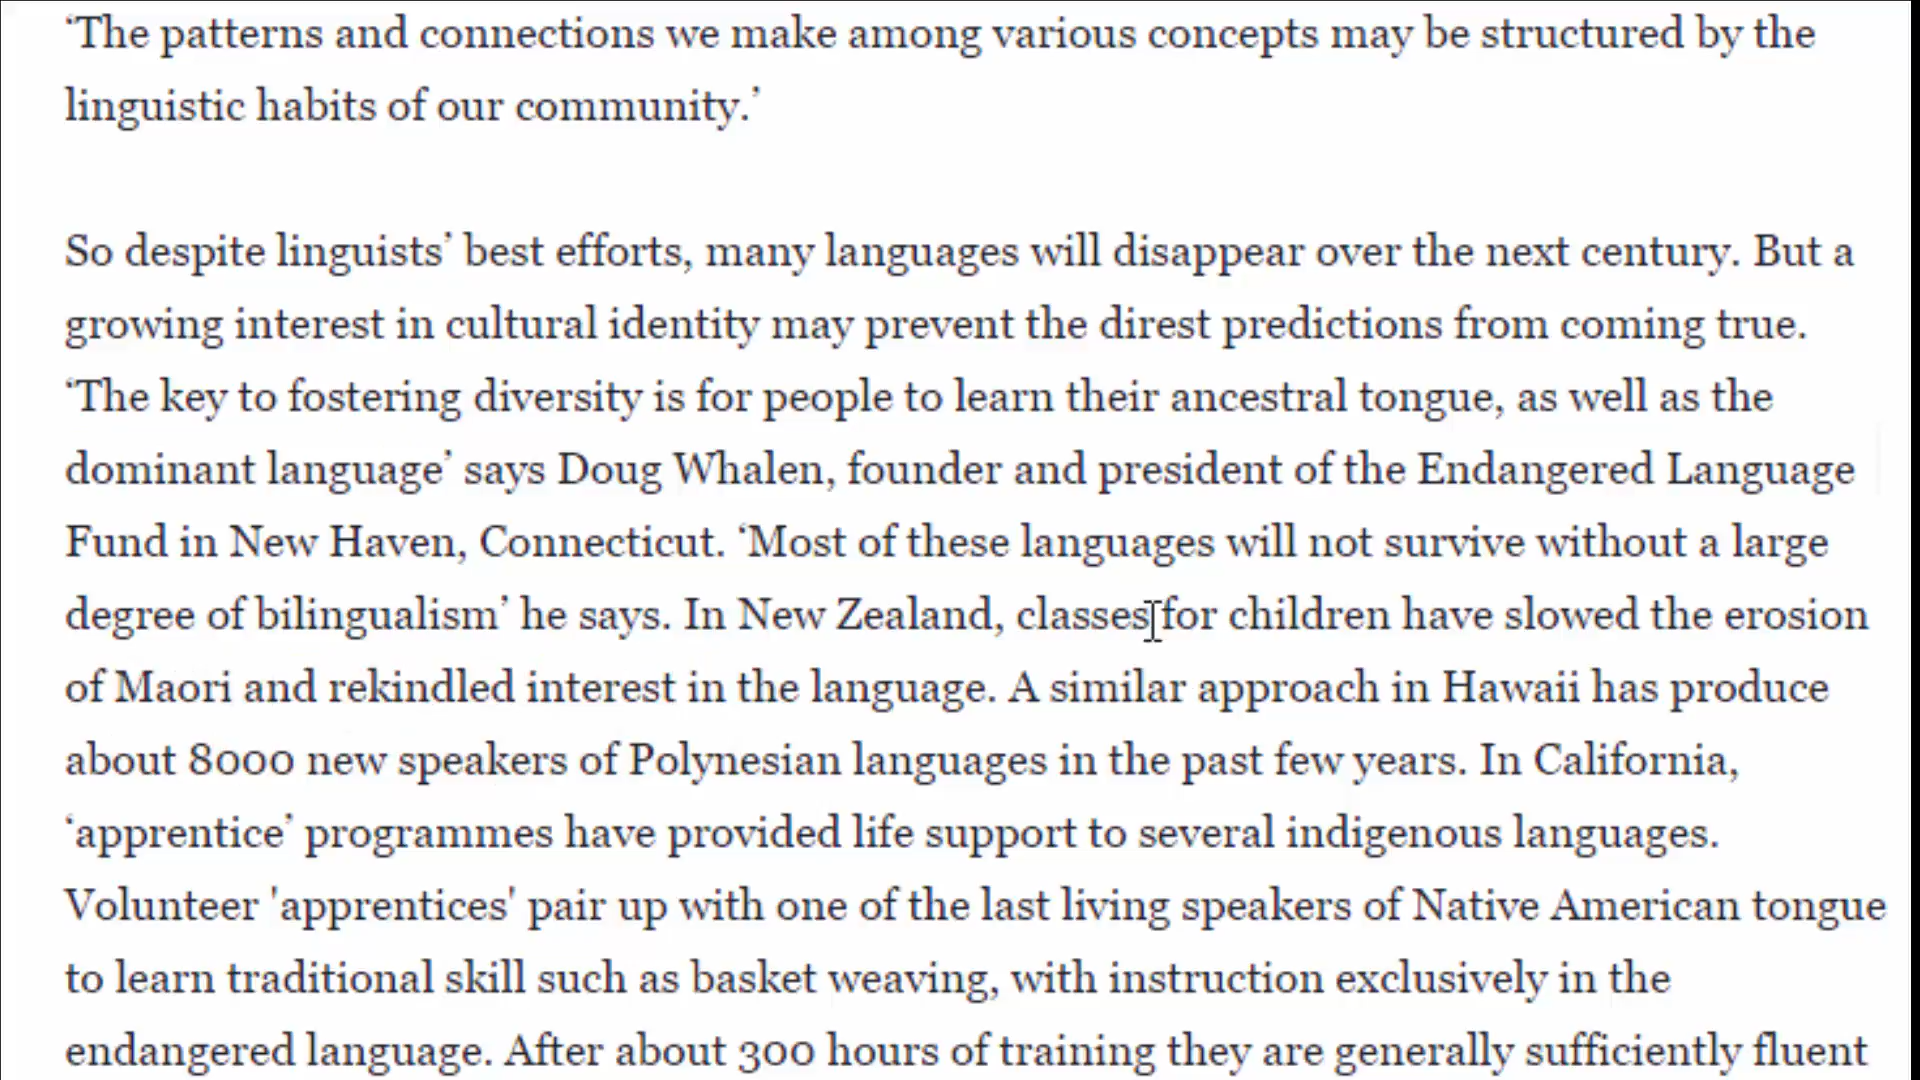 ‘The patterns and connections we make among various concepts may be structured by the
linguistic habits of our community.’
So despite linguists’ best efforts, many languages will disappear over the next century. But a
growing interest in cultural identity may prevent the direst predictions from coming true.
‘The key to fostering diversity is for people to learn their ancestral tongue, as well as the
dominant language’ says Doug Whalen, founder and president of the Endangered Language
Fund in New Haven, Connecticut. ‘Most of these languages will not survive without a large
degree of bilingualism’ he says. In New Zealand, classes for children have slowed the erosion
of Maori and rekindled interest in the language. A similar approach in Hawaii has produce
about 8000 new speakers of Polynesian languages in the past few years. In California,
‘apprentice’ programmes have provided life support to several indigenous languages.
Volunteer 'apprentices' pair up with one of the last living speakers of Native American tongue
to learn traditional skill such as basket weaving, with instruction exclusively in the
endangered language. After about 300 hours of training they are generally sufficiently fluent